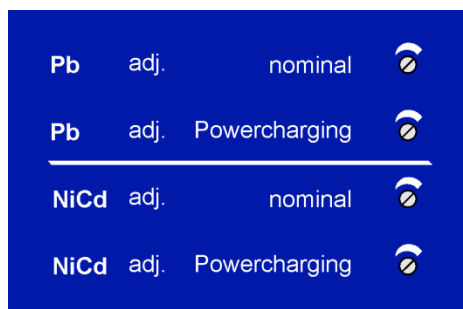 Pb adj. nominal
Pb adj. Powercharging
NiCd adj. nominal
NiCd adj. Powercharging